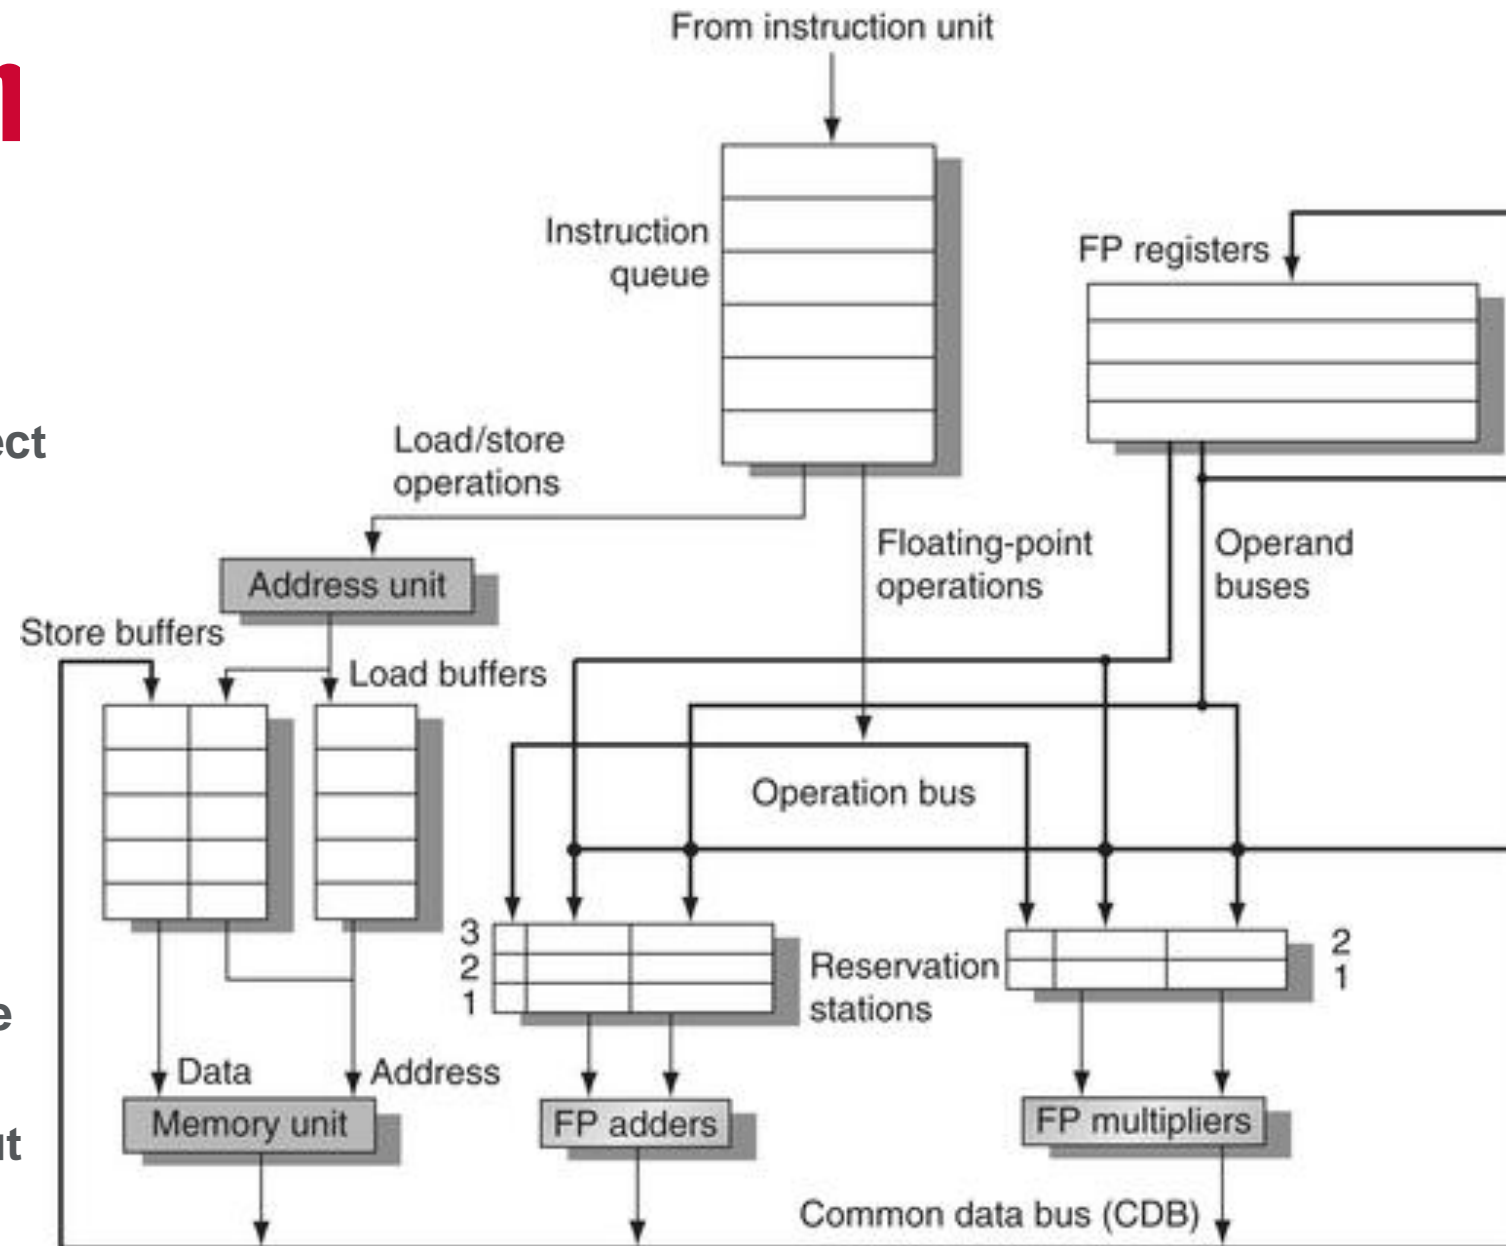 From instruction unit
n
Instruction
queue
FP registers
ect
Load/store
operations
Floating-point
operations
Operand
buses
Address unit
Store buffers
Load buffers
Operation bus
3
2
1
Reservation
stations
2
1
e
Data
Address
Memory unit
FP adders
FP multipliers
ut
Common data bus (CDB)